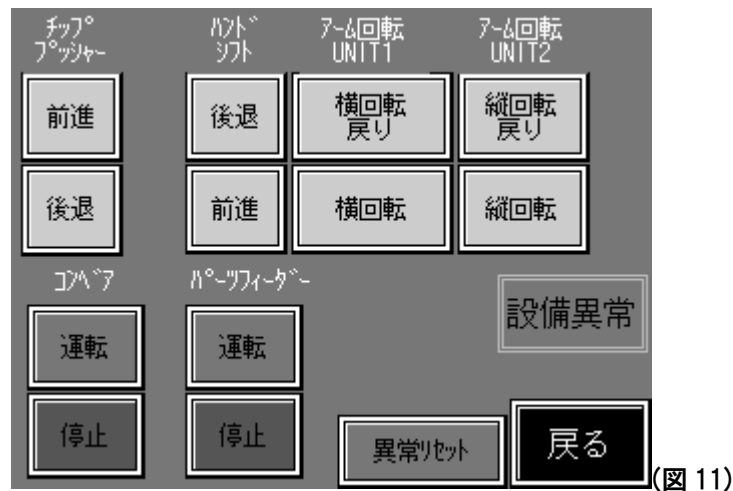 ﾁｯﾌﾟ
ﾌﾟｯｼｬｰ
ﾊﾝﾄﾞ
ｼﾌﾄ
ｱｰﾑ回転
UNIT1
ｱｰﾑ回転
UNIT2
前進
後退
横回転
戻り
縦回転
戻り
後退
前進
横回転
縦回転
ｺﾝﾍﾞｱ
ﾊﾟｰﾂﾌｨｰﾀﾞｰ
設備異常
運転
運転
停止
停止
異常ﾘｾｯﾄ
戻る
(図 11)